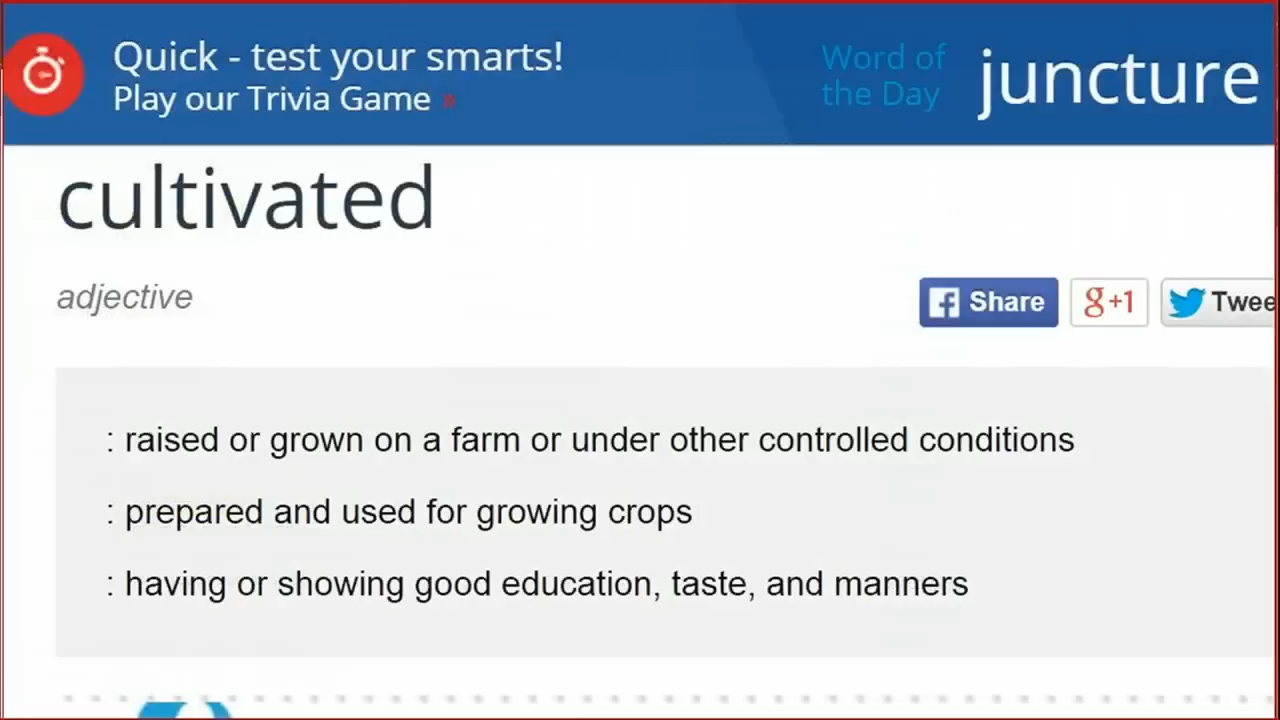 Quick - test your smarts!
Play our Trivia Game »
Word of
the Day
juncture
cultivated
adjective
Share
g+1
Twee
: raised or grown on a farm or under other controlled conditions
: prepared and used for growing crops
: having or showing good education, taste, and manners